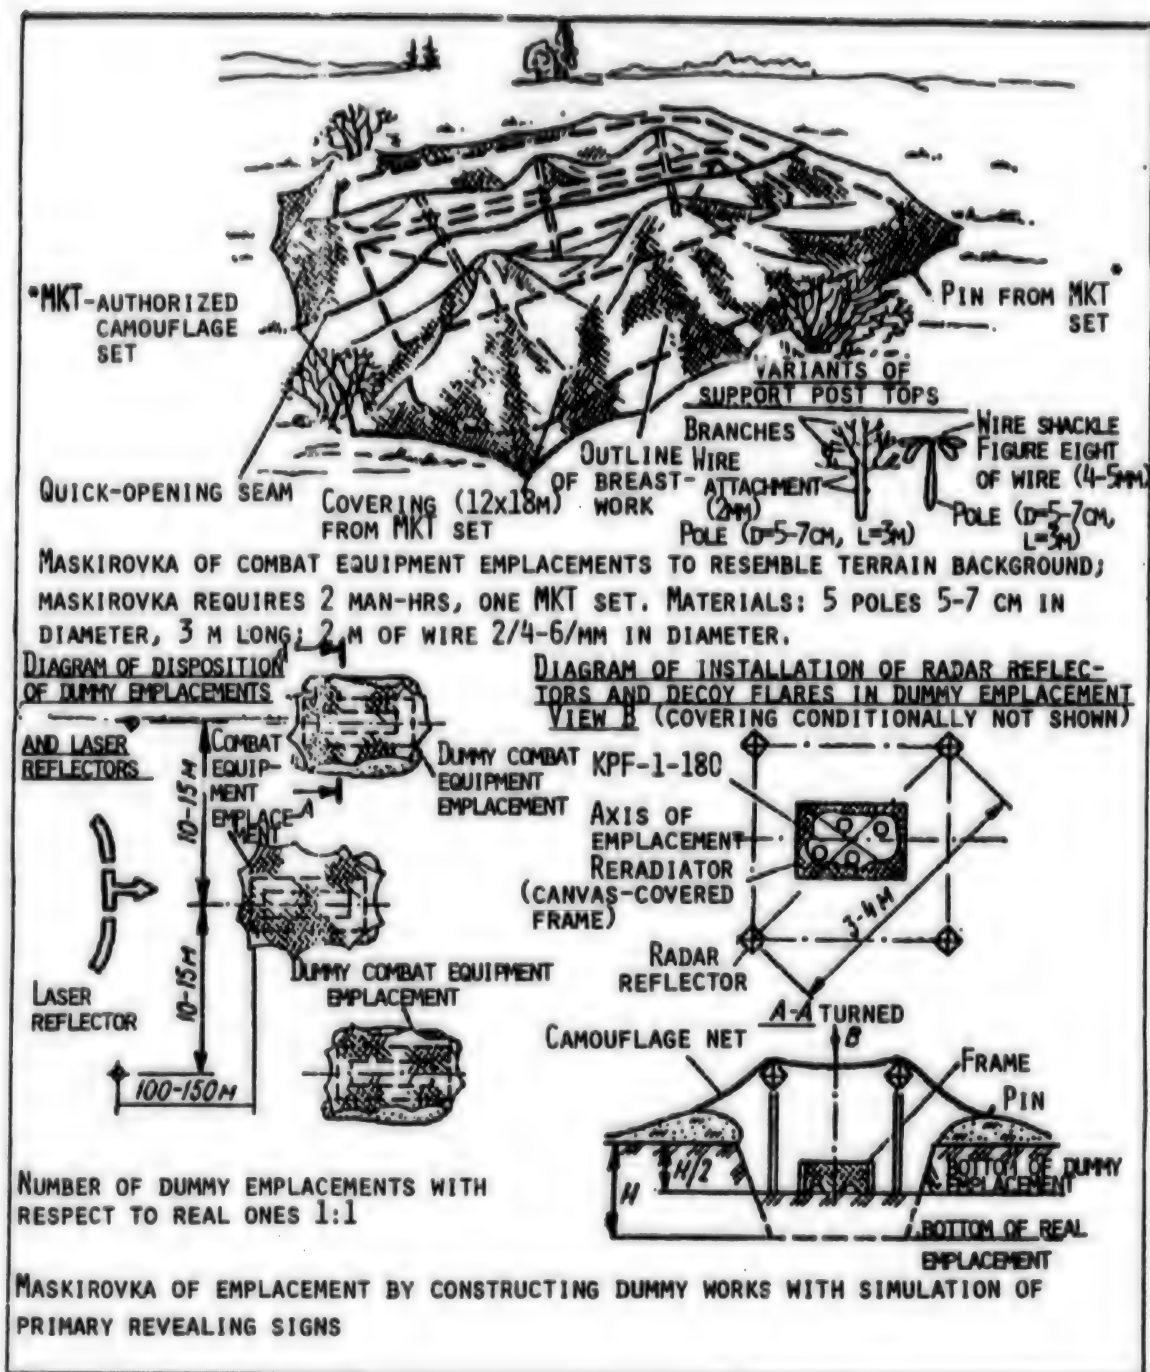 *MKT-AUTHORIZED
CAMOUFLAGE
SET
PIN FROM MKT*
SET
QUICK-OPENING SEAM
COVERING (12x18M)
FROM MKT SET
OUTLINE
OF BREAST-
WORK
VARIANTS OF
SUPPORT POST TOPS
BRANCHES
WIRE
ATTACHMENT
(2MM)
POLE (D=5-7CM, L=3M)
WIRE SHACKLE
FIGURE EIGHT
OF WIRE (4-5MM)
POLE (D=5-7CM,
L=3M)
MASKIROVKA OF COMBAT EQUIPMENT EMPLACEMENTS TO RESEMBLE TERRAIN BACKGROUND;
MASKIROVKA REQUIRES 2 MAN-HRS, ONE MKT SET. MATERIALS: 5 POLES 5-7 CM IN
DIAMETER, 3 M LONG; 2 M OF WIRE 2/4-6/MM IN DIAMETER.
DIAGRAM OF DISPOSITION
OF DUMMY EMPLACEMENTS
AND LASER
REFLECTORS
A
COMBAT
EQUIP-
MENT
EMPLACE-
MENT
A
DUMMY COMBAT
EQUIPMENT
EMPLACEMENT
10-15M
10-15M
LASER
REFLECTOR
100-150M
DUMMY COMBAT EQUIPMENT
EMPLACEMENT
DIAGRAM OF INSTALLATION OF RADAR REFLEC-
TORS AND DECOY FLARES IN DUMMY EMPLACEMENT
VIEW B (COVERING CONDITIONALLY NOT SHOWN)
KPF-1-180
AXIS OF
EMPLACEMENT
RERADIATOR
(CANVAS-COVERED
FRAME)
RADAR
REFLECTOR
3-4M
A-A TURNED
B
CAMOUFLAGE NET
FRAME
PIN
H
H/2
BOTTOM OF DUMMY
EMPLACEMENT
BOTTOM OF REAL
EMPLACEMENT
NUMBER OF DUMMY EMPLACEMENTS WITH
RESPECT TO REAL ONES 1:1
MASKIROVKA OF EMPLACEMENT BY CONSTRUCTING DUMMY WORKS WITH SIMULATION OF
PRIMARY REVEALING SIGNS